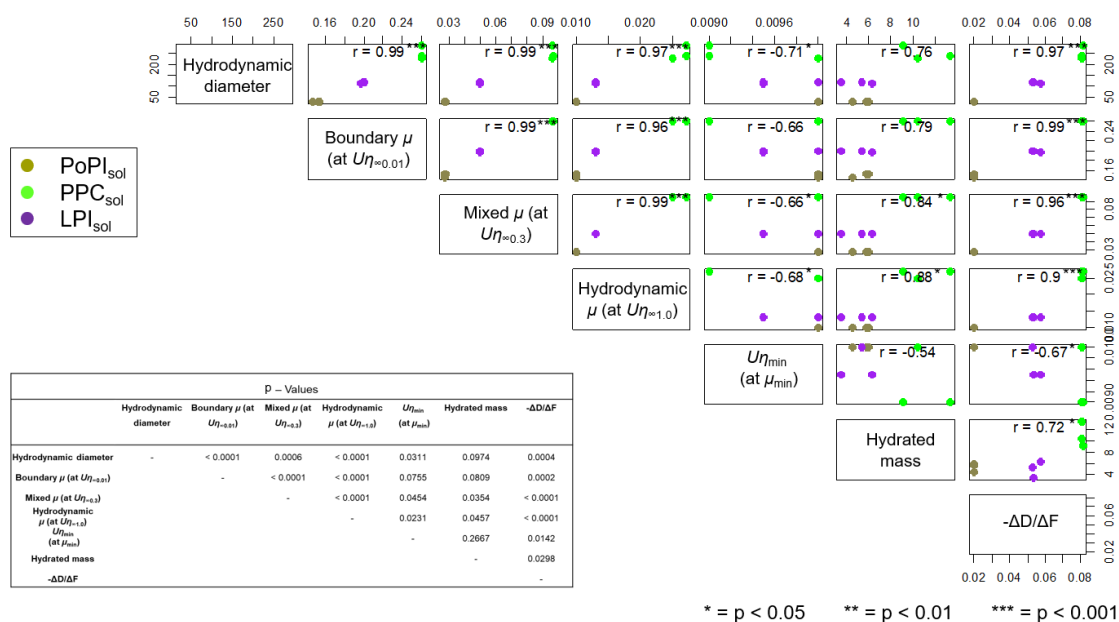 50 150 250
0.16 0.20 0.24
0.03 0.06 0.09
0.010 0.020
0.0090 0.0096
4 6 8 10
0.02 0.04 0.06 0.08
Hydrodynamic
diameter
r = 0.99 ***
r = 0.99 ***
r = 0.97 ***
r = -0.71 *
r = 0.76
r = 0.97 ***
50 200
Boundary μ
(at Uη∞0.01)
r = 0.99 ***
r = 0.96 ***
r = -0.66
r = 0.79
r = 0.99 ***
0.16 0.24
PoPIsol
PPCsol
LPIsol
Mixed μ (at
Uη∞0.3)
r = 0.99 ***
r = -0.66 *
r = 0.84 *
r = 0.96 ***
0.03 0.08
Hydrodynamic
μ (at Uη∞1.0)
r = -0.68 *
r = 0.88 *
r = 0.9 ***
0.010 0.025
Uηmin
(at μmin)
r = -0.54
r = -0.67 *
0.0090
Hydrated
mass
r = 0.72 *
4 8 12
-ΔD/ΔF
0.02 0.06
0.02 0.04 0.06 0.08
p – Values
Hydrodynamic diameter
Boundary μ (at Uη∞0.01)
Mixed μ (at Uη∞0.3)
Hydrodynamic μ (at Uη∞1.0)
Uηmin (at μmin)
Hydrated mass
-ΔD/ΔF
Hydrodynamic diameter - < 0.0001 0.0006 < 0.0001 0.0311 0.0974 0.0004
Boundary μ (at Uη∞0.01) - < 0.0001 < 0.0001 0.0755 0.0809 0.0002
Mixed μ (at Uη∞0.3) - < 0.0001 0.0454 0.0354 < 0.0001
Hydrodynamic
μ (at Uη∞1.0) - 0.0231 0.0457 < 0.0001
Uηmin
(at μmin) - 0.2667 0.0142
Hydrated mass - 0.0298
-ΔD/ΔF -
* = p < 0.05 ** = p < 0.01 *** = p < 0.001